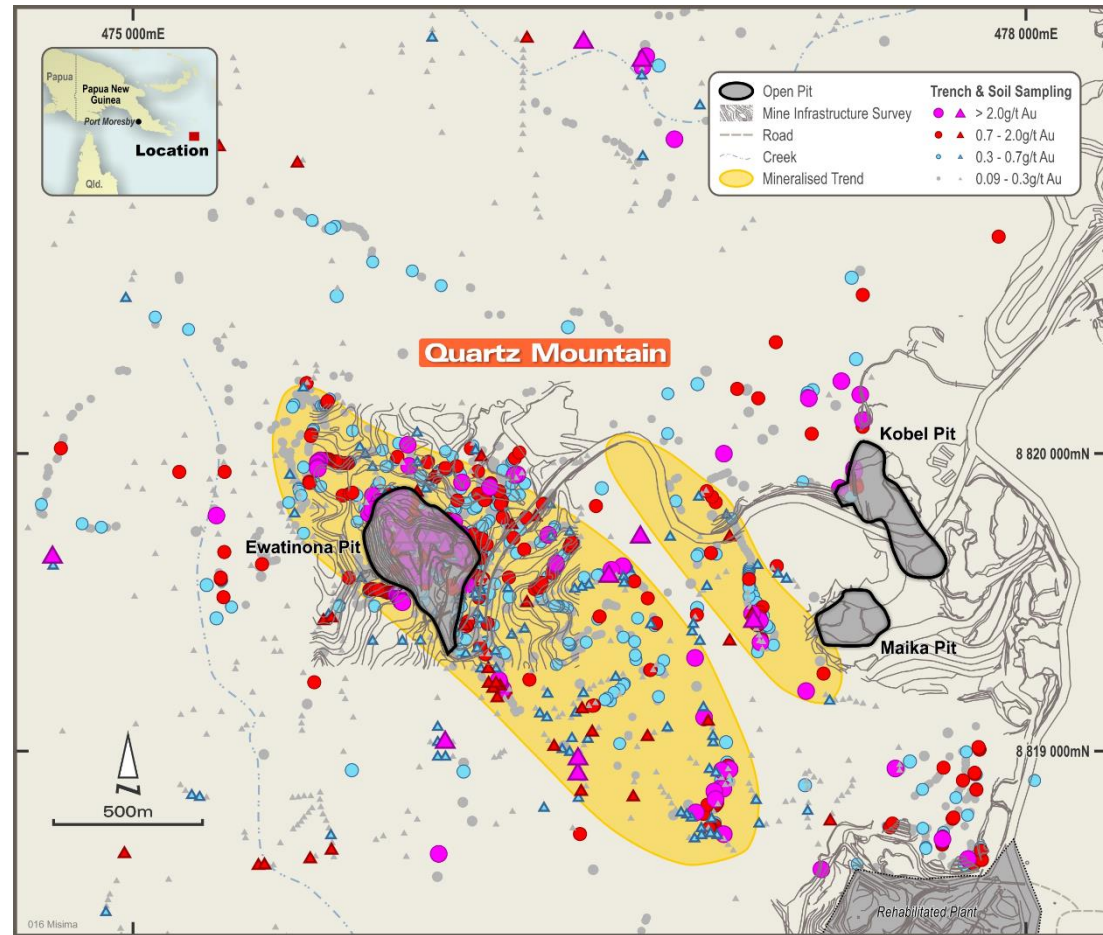 475 000mE
478 000mE
Papua
Papua New
Guinea
Port Moresby
Location
Qld.
Open Pit
Mine Infrastructure Survey
Road
Creek
Mineralised Trend
Trench & Soil Sampling
> 2.0g/t Au
0.7 - 2.0g/t Au
0.3 - 0.7g/t Au
0.09 - 0.3g/t Au
Quartz Mountain
Kobel Pit
8 820 000mN
Ewatinona Pit
Maika Pit
8 819 000mN
N
500m
Rehabilitated Plant
016 Misima